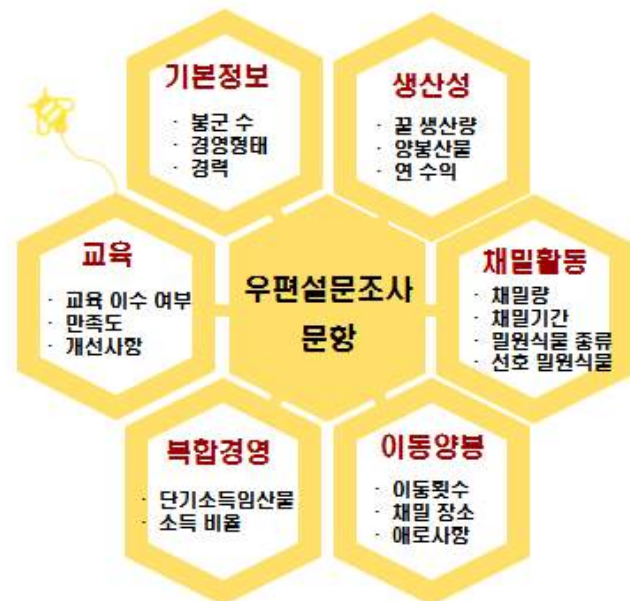 기본정보
· 봉군 수
· 경영형태
· 경력
생산성
· 꿀 생산량
· 양봉산물
· 연 수익
교육
· 교육 이수 여부
· 만족도
· 개선사항
우편설문조사
문항
채밀활동
· 채밀량
· 채밀기간
· 밀원식물 종류
· 선호 밀원식물
복합경영
· 단기소득임산물
· 소득 비율
이동양봉
· 이동횟수
· 채밀 장소
· 애로사항